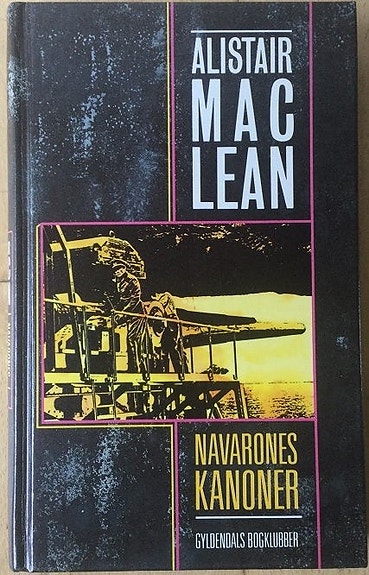 ALISTAIR
MAC
LEAN
NAVARONES
KANONER
GYLDENDALS BOGKLUBBER